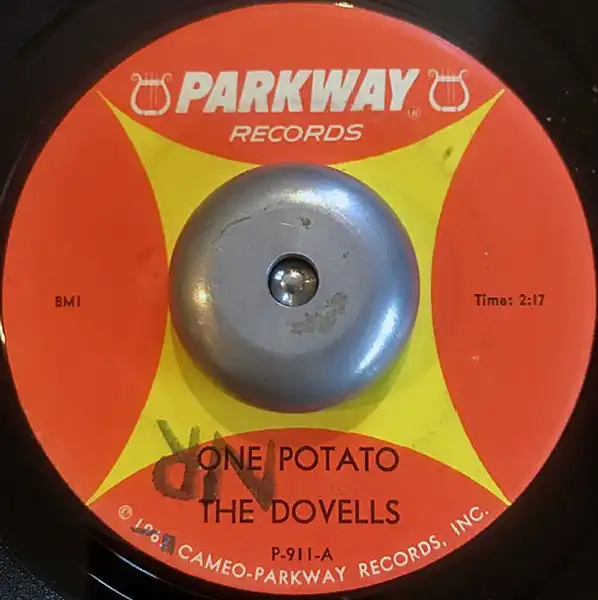 PARKWAY
RECORDS
BMI
Time: 2:17
ONE POTATO
THE DOVELLS
P-911-A
CAMEO-PARKWAY RECORDS, INC.